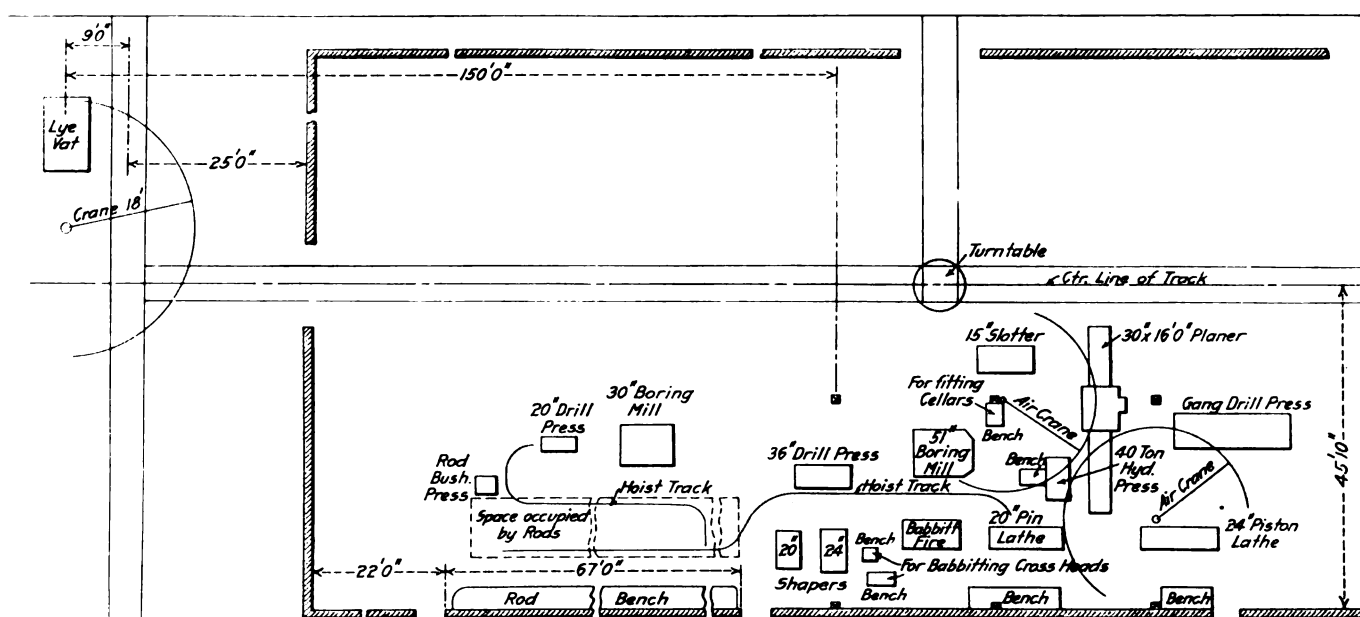 9'0"
150'0"
Lye
Vat
25'0"
Crane 18'
Turntable
Ctr. Line of Track
15" Slotter
30"x 16'0" Planer
For fitting
Cellars
Air Crane
Gang Drill Press
20" Drill
Press
30" Boring
Mill
51"
Boring
Mill
Bench
36" Drill Press
Bench
40 Ton
Hyd.
Press
45'10"
Rod
Bush.
Press
Hoist Track
Hoist Track
Air Crane
Space occupied
by Rods
20" Pin
Lathe
24" Piston
Lathe
Babbitt
Fire
20"
24"
Bench
For Babbitting Cross Heads
Shapers
Bench
22'0"
67'0"
Rod Bench
Bench
Bench